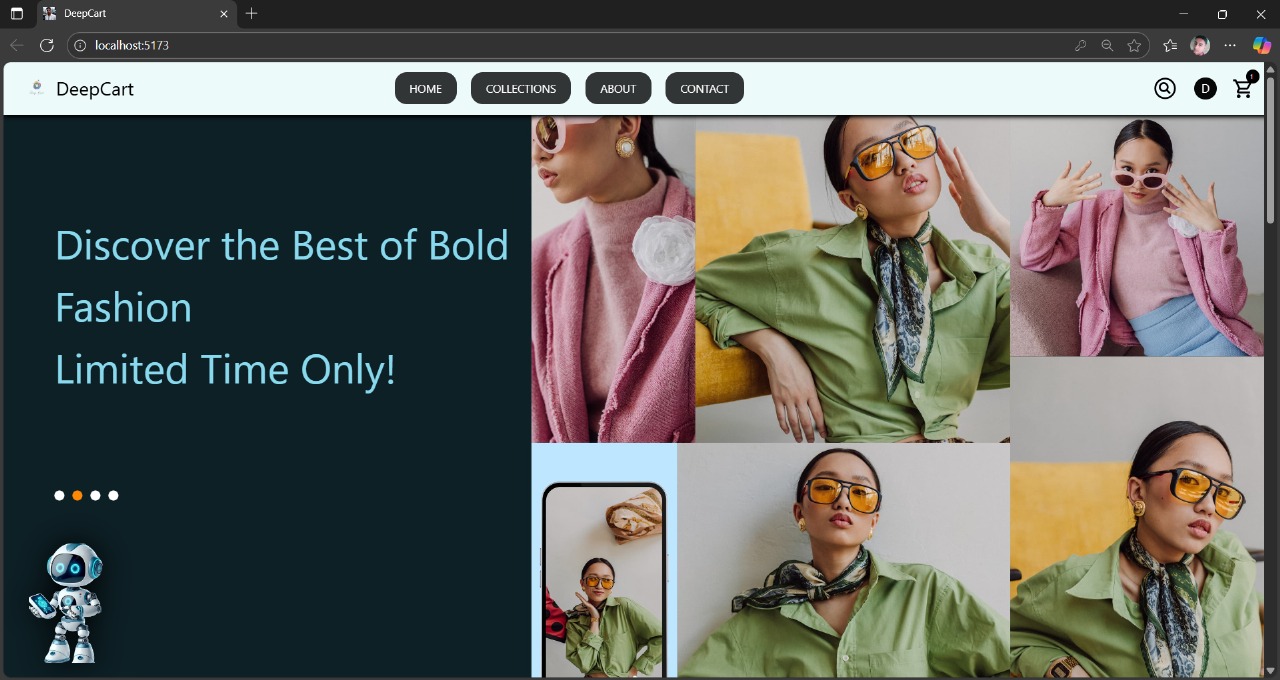 DeepCart
localhost:5173
DeepCart
HOME
COLLECTIONS
ABOUT
CONTACT
D
1
Discover the Best of Bold
Fashion
Limited Time Only!